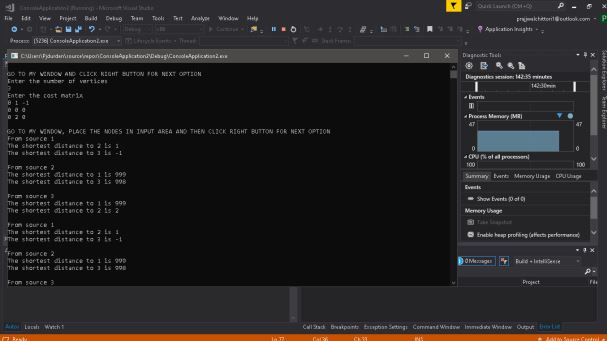 ConsoleApplication2 (Running) - Microsoft Visual Studio
Quick Launch (Ctrl+Q)
File Edit View Project Build Debug Team Tools Test Analyze Window Help
prajwalchittori1@outlook.com
Debug x86 Continue Application Insights
Process: [5236] ConsoleApplication2.exe Lifecycle Events Thread: Stack Frame:
C:\Users\Pjdurden\source\repos\ConsoleApplication2\Debug\ConsoleApplication2.exe
GO TO MY WINDOW AND CLICK RIGHT BUTTON FOR NEXT OPTION
Enter the number of vertices
3
Enter the cost matrix
0 1 -1
0 0 0
0 2 0
GO TO MY WINDOW, PLACE THE NODES IN INPUT AREA AND THEN CLICK RIGHT BUTTON FOR NEXT OPTION
From source 1
The shortest distance to 2 is 1
The shortest distance to 3 is -1
From source 2
The shortest distance to 1 is 999
The shortest distance to 3 is 998
From source 3
The shortest distance to 1 is 999
The shortest distance to 2 is 2
From source 1
The shortest distance to 2 is 1
The shortest distance to 3 is -1
From source 2
The shortest distance to 1 is 999
The shortest distance to 3 is 998
From source 3
Diagnostic Tools
Diagnostics session: 142:35 minutes
142:30min
Events
Process Memory (MB)
47 47
0 0
CPU (% of all processors)
100 100
Summary Events Memory Usage CPU Usage
Events
Show Events (0 of 0)
Memory Usage
Take Snapshot
Enable heap profiling (affects performance)
Solution Explorer
Team Explorer
0 Messages Build + IntelliSense
Project File
Autos Locals Watch 1
Call Stack Breakpoints Exception Settings Command Window Immediate Window Output Error List
Ready Ln 77 Col 36 Ch 33 INS Add to Source Control